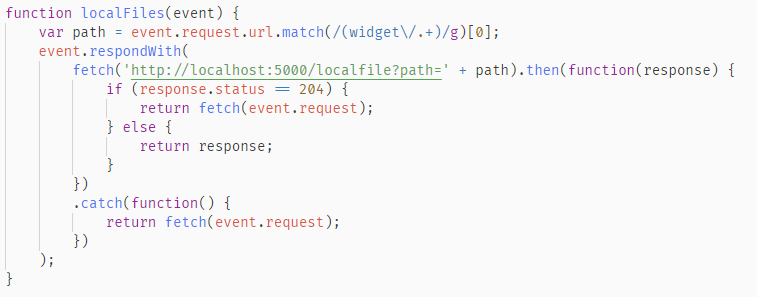 function localFiles(event) {
    var path = event.request.url.match(/(widget\/.+)/g)[0];
    event.respondWith(
        fetch('http://localhost:5000/localfile?path=' + path).then(function(response) {
            if (response.status == 204) {
                return fetch(event.request);
            } else {
                return response;
            }
        })
        .catch(function() {
            return fetch(event.request);
        })
    );
}